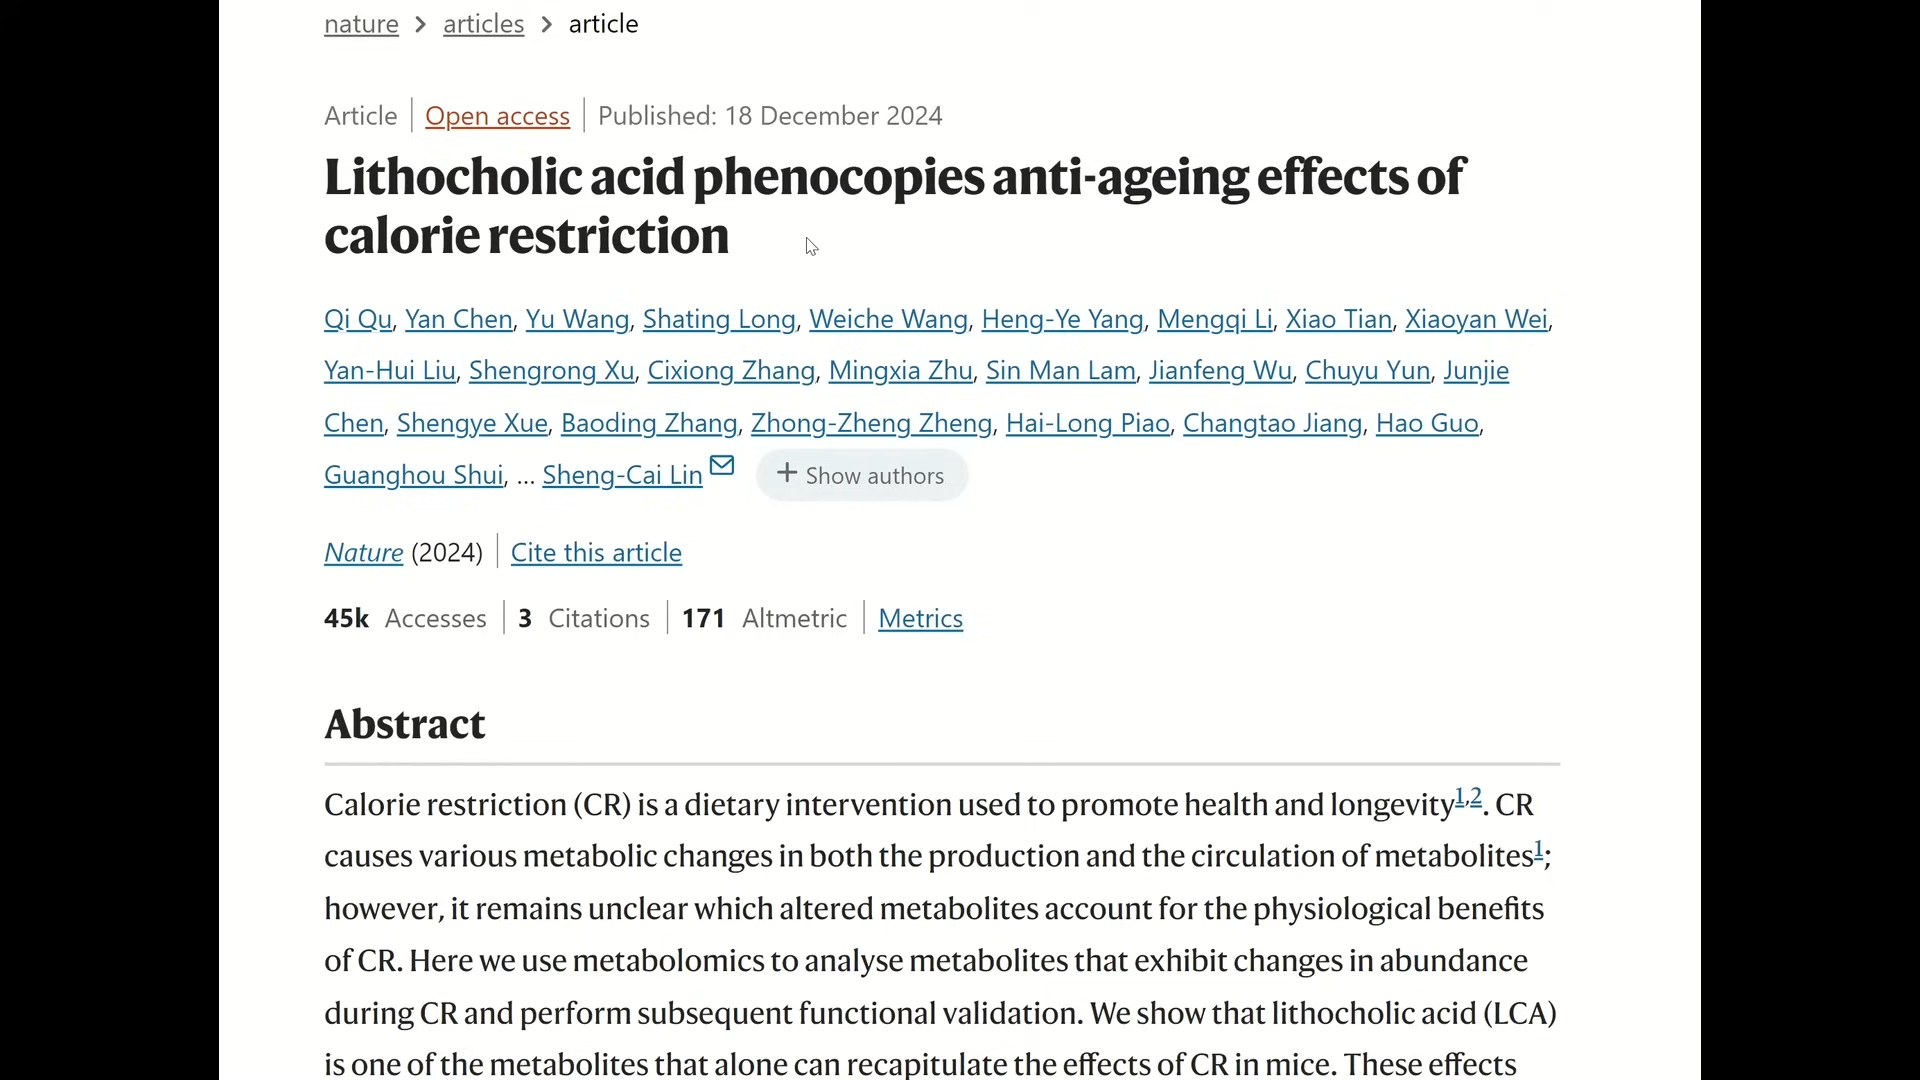 nature > articles > article
Article | Open access | Published: 18 December 2024
Lithocholic acid phenocopies anti-ageing effects of
calorie restriction
Qi Qu, Yan Chen, Yu Wang, Shating Long, Weiche Wang, Heng-Ye Yang, Mengqi Li, Xiao Tian, Xiaoyan Wei,
Yan-Hui Liu, Shengrong Xu, Cixiong Zhang, Mingxia Zhu, Sin Man Lam, Jianfeng Wu, Chuyu Yun, Junjie
Chen, Shengye Xue, Baoding Zhang, Zhong-Zheng Zheng, Hai-Long Piao, Changtao Jiang, Hao Guo,
Guanghou Shui, ... Sheng-Cai Lin + Show authors
Nature (2024) | Cite this article
45k Accesses | 3 Citations | 171 Altmetric | Metrics
Abstract
Calorie restriction (CR) is a dietary intervention used to promote health and longevity1,2. CR
causes various metabolic changes in both the production and the circulation of metabolites1;
however, it remains unclear which altered metabolites account for the physiological benefits
of CR. Here we use metabolomics to analyse metabolites that exhibit changes in abundance
during CR and perform subsequent functional validation. We show that lithocholic acid (LCA)
is one of the metabolites that alone can recapitulate the effects of CR in mice. These effects